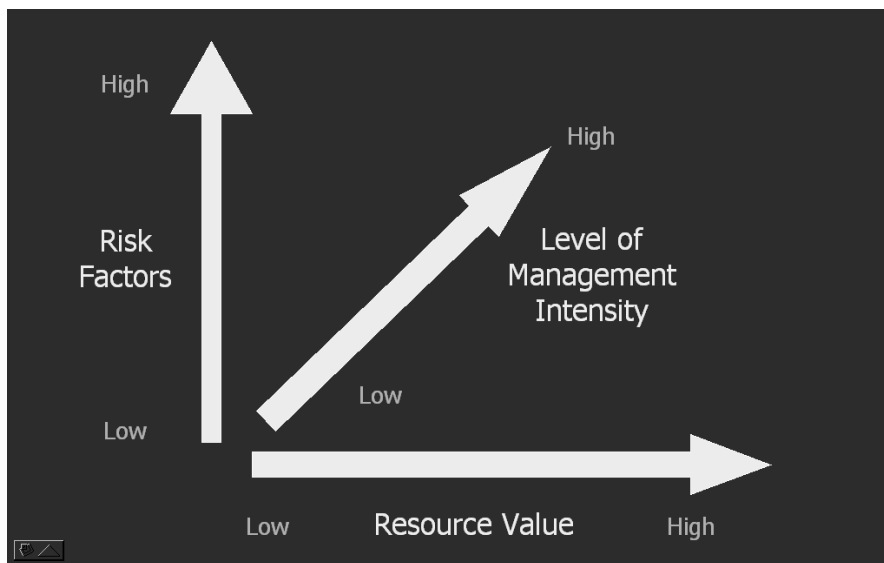 High
High
Risk
Factors
Level of
Management
Intensity
Low
Low
Low
Resource Value
High